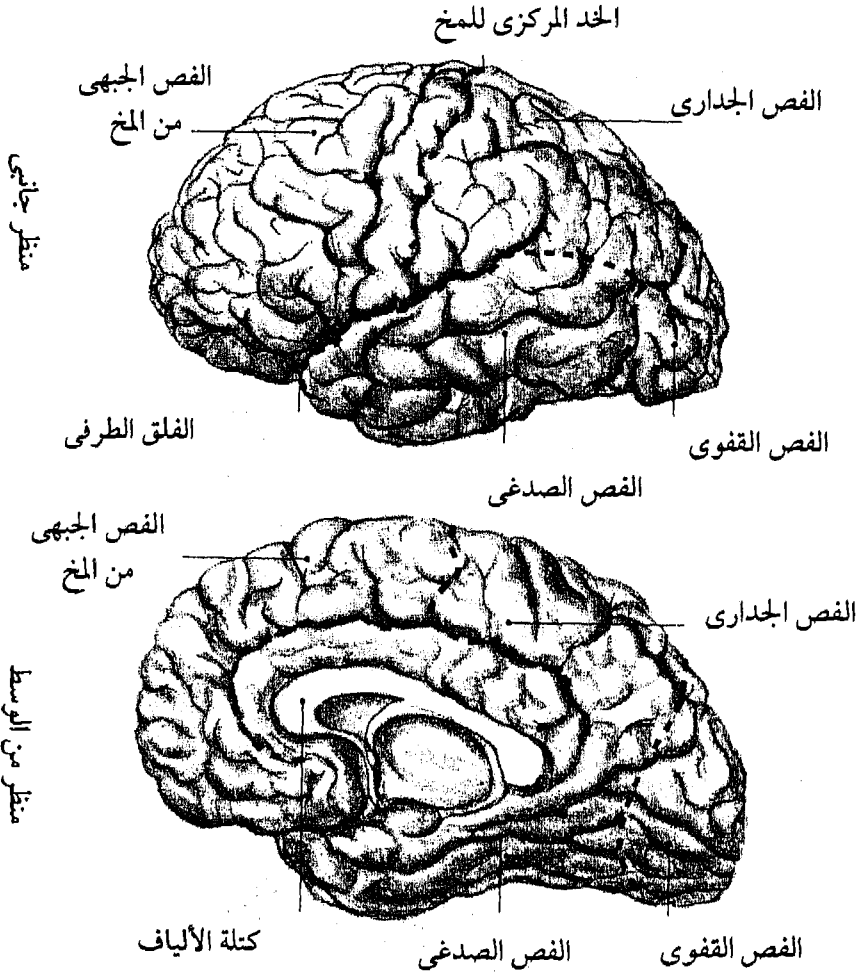 الخد المركزى للمخ
الفص الجبهى
من المخ
الفص الجدارى
منظر جانبى
الفلق الطرفى
الفص القفوى
الفص الصدغى
الفص الجبهى
من المخ
الفص الجدارى
منظر من الوسط
كتلة الألياف
الفص الصدغى
الفص القفوى